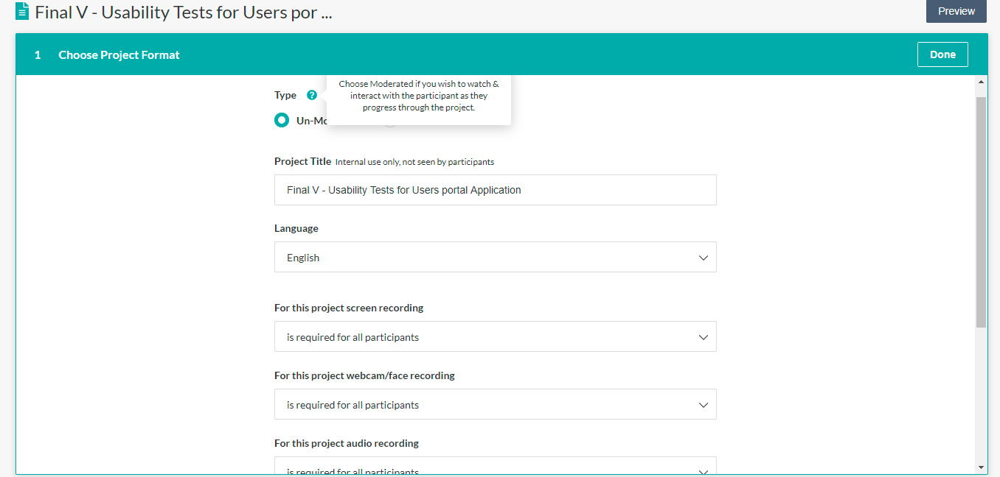 Final V - Usability Tests for Users por ...
Preview
1 Choose Project Format
Done
Choose Moderated if you wish to watch &
interact with the participant as they
progress through the project.
Type ?
Un-Mo
Project Title Internal use only, not seen by participants
Final V - Usability Tests for Users portal Application
Language
English
For this project screen recording
is required for all participants
For this project webcam/face recording
is required for all participants
For this project audio recording
is required for all participants